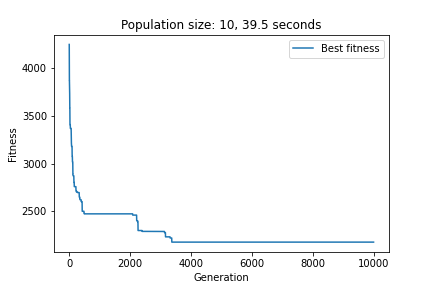 Population size: 10, 39.5 seconds
Best fitness
4000
3500
3000
2500
Fitness
0 2000 4000 6000 8000 10000
Generation